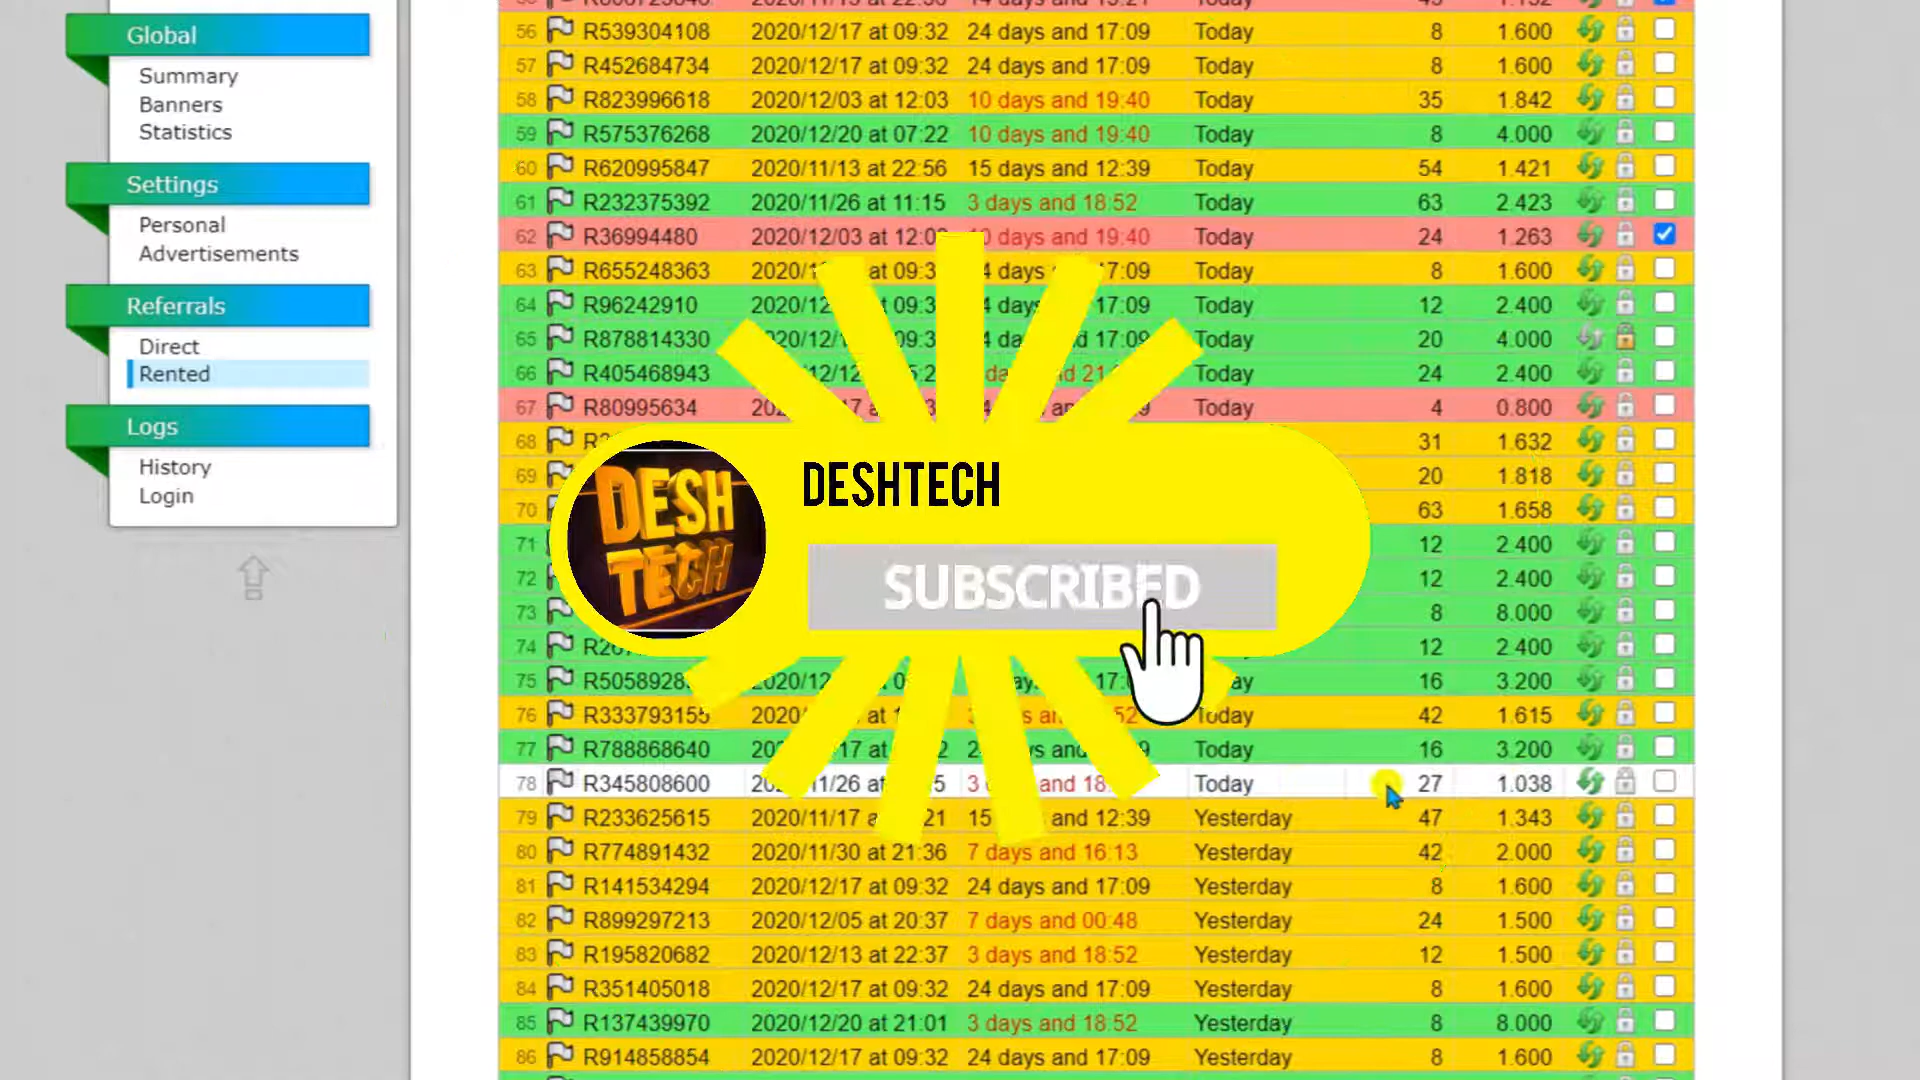 Global
Summary
Banners
Statistics
Settings
Personal
Advertisements
Referrals
Direct
Rented
Logs
History
Login
56 R539304108 2020/12/17 at 09:32 24 days and 17:09 Today 8 1.600
57 R452684734 2020/12/17 at 09:32 24 days and 17:09 Today 8 1.600
58 R823996618 2020/12/03 at 12:03 10 days and 19:40 Today 35 1.842
59 R575376268 2020/12/20 at 07:22 10 days and 19:40 Today 8 4.000
60 R620995847 2020/11/13 at 22:56 15 days and 12:39 Today 54 1.421
61 R232375392 2020/11/26 at 11:15 3 days and 18:52 Today 63 2.423
62 R36994480 2020/12/03 at days and 19:40 Today 24 1.263
63 R655248363 at Today 8 1.600
64 R96242910 Today 12 2.400
65 R878814330 17:09 Today 20 4.000
66 R405468943 Today 24 2.400
67 R80995634 Today 4 0.800
68 31 1.632
69 20 1.818
70 63 1.658
71 12 2.400
72 12 2.400
73 8 8.000
74 12 2.400
DESH
TECH
DESHTECH
SUBSCRIBED
75 16 3.200
76 R333793155 42 1.615
77 R788868640 Today 16 3.200
78 R345808600 Today 27 1.038
79 R233625615 2020/11/17 and 12:39 Yesterday 47 1.343
80 R774891432 2020/11/30 at 21:36 7 days and 16:13 Yesterday 42 2.000
81 R141534294 2020/12/17 at 09:32 24 days and 17:09 Yesterday 8 1.600
82 R899297213 2020/12/05 at 20:37 7 days and 00:48 Yesterday 24 1.500
83 R195820682 2020/12/13 at 22:37 3 days and 18:52 Yesterday 12 1.500
84 R351405018 2020/12/17 at 09:32 24 days and 17:09 Yesterday 8 1.600
85 R137439970 2020/12/20 at 21:01 3 days and 18:52 Yesterday 8 8.000
86 R914858854 2020/12/17 at 09:32 24 days and 17:09 Yesterday 8 1.600